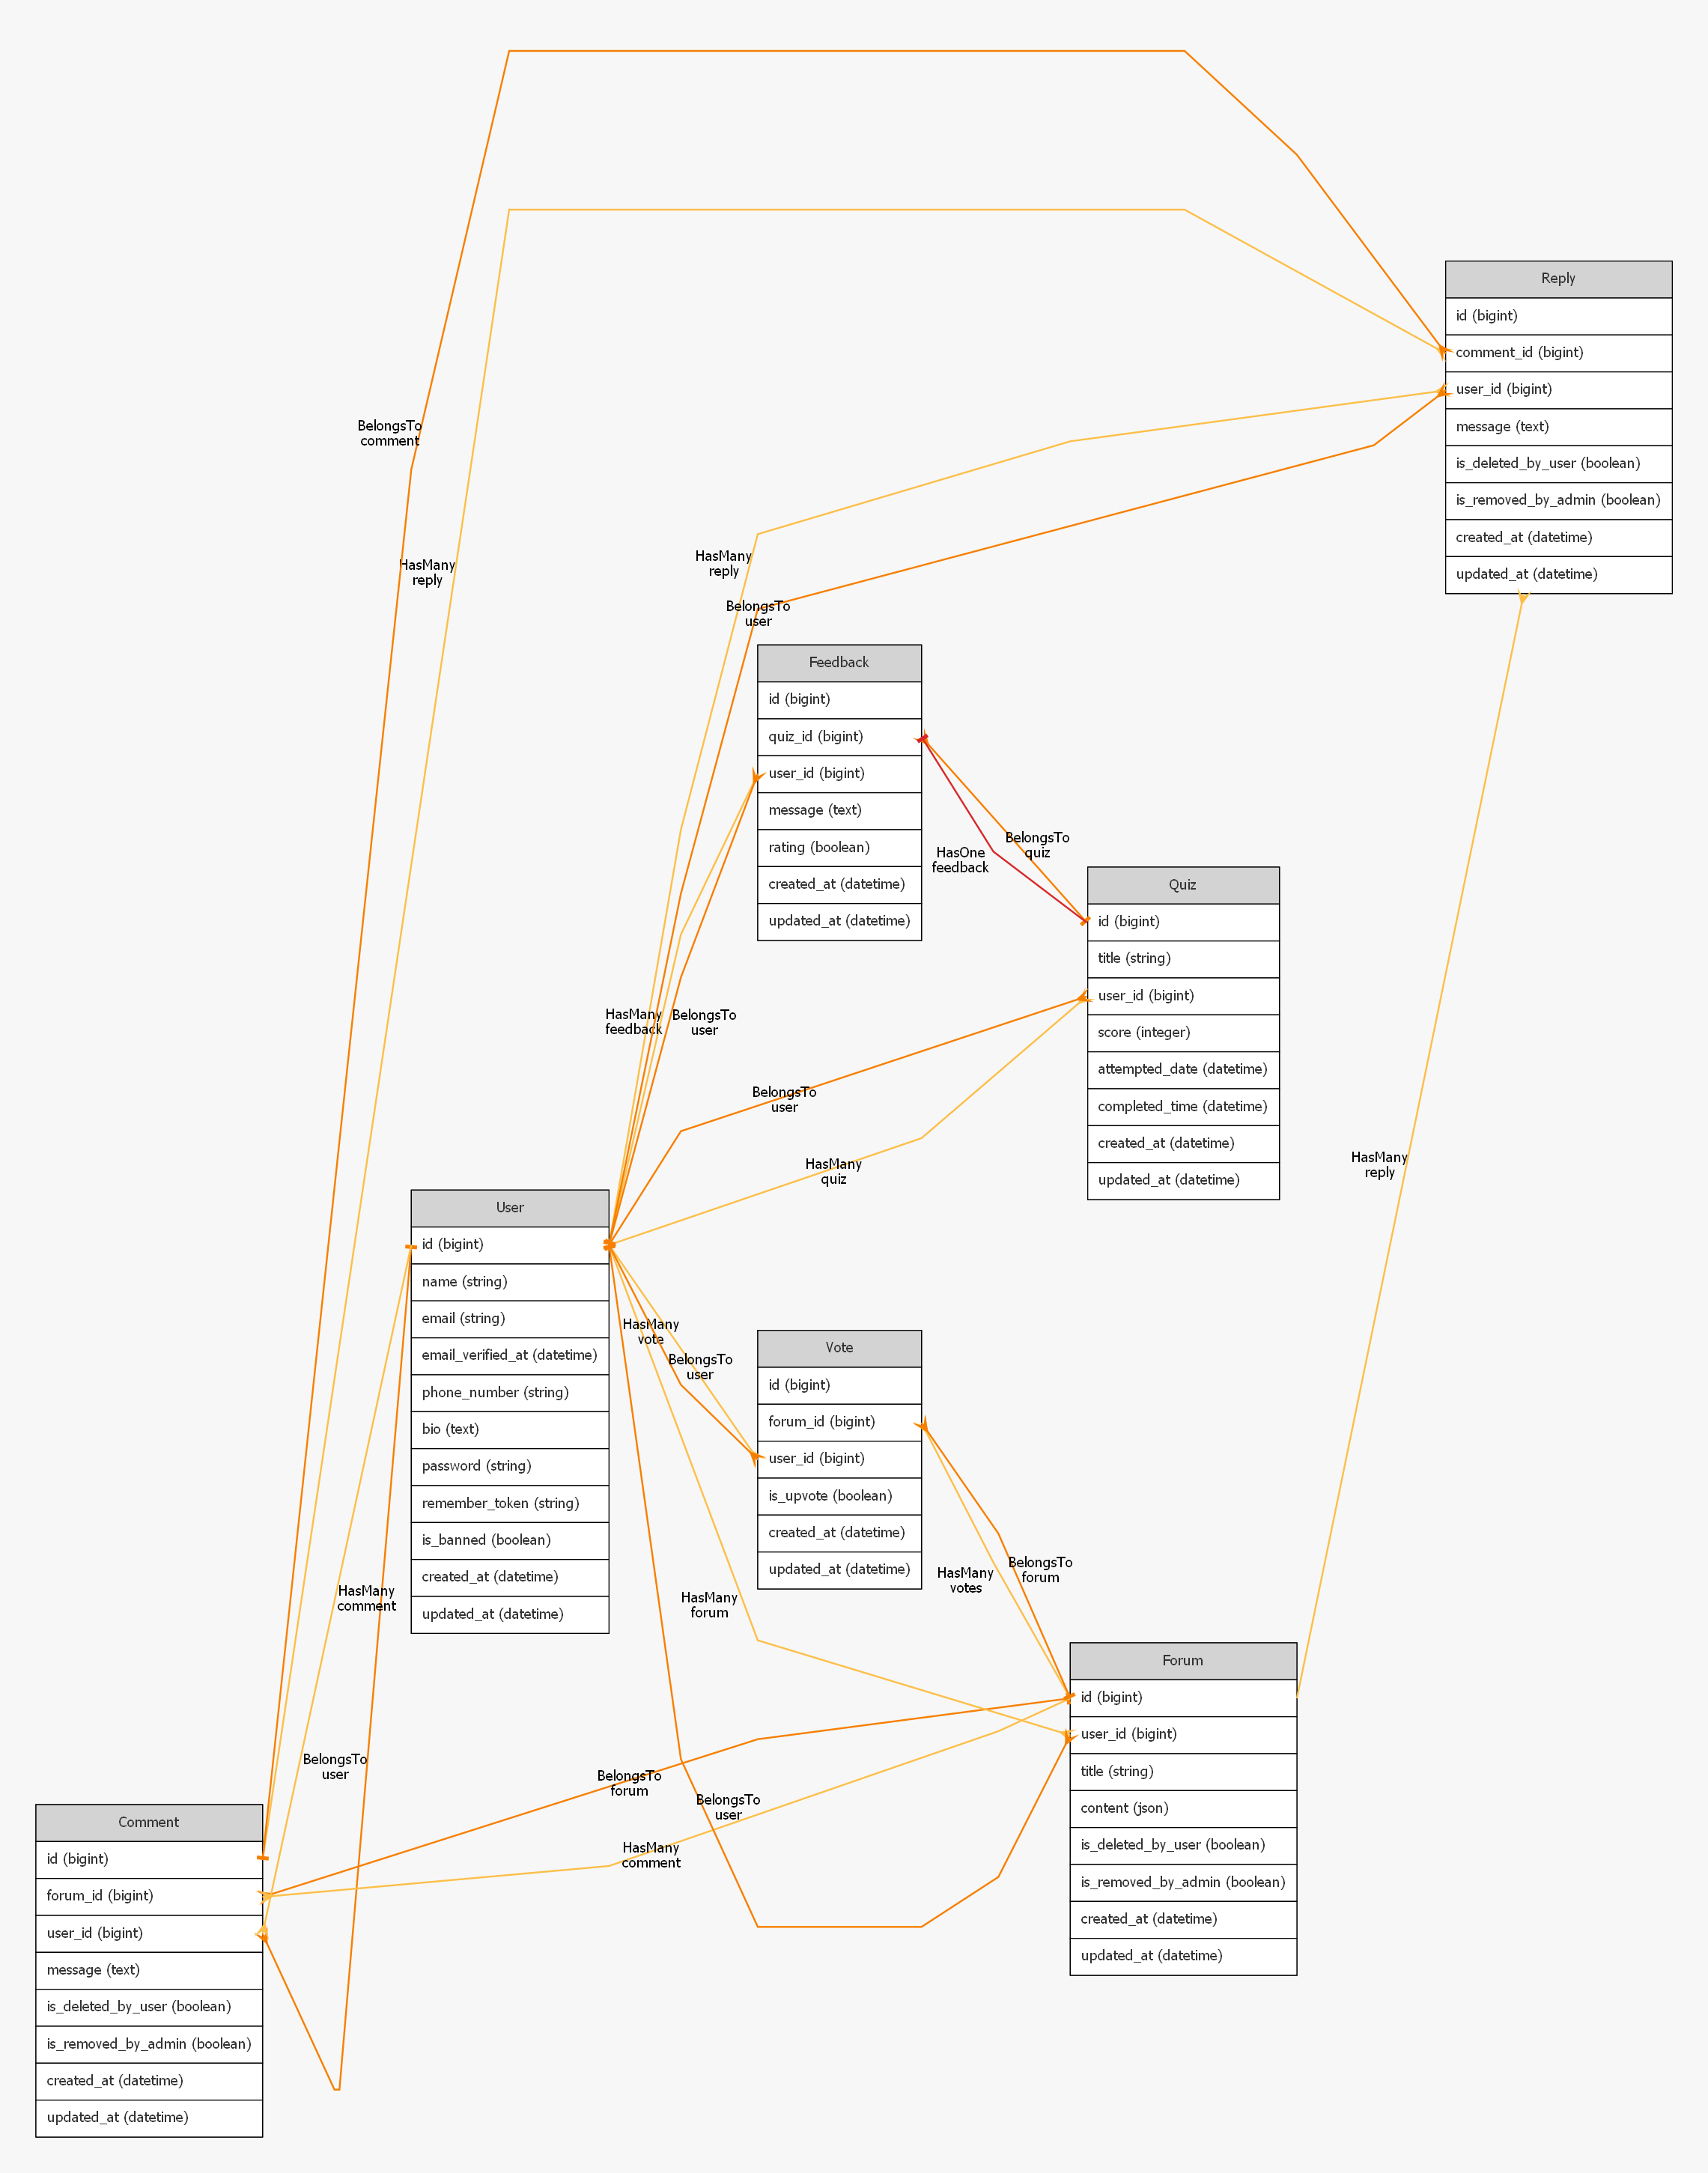 BelongsTo
comment
HasMany
reply
HasMany
reply
BelongsTo
user
Reply
id (bigint)
comment_id (bigint)
user_id (bigint)
message (text)
is_deleted_by_user (boolean)
is_removed_by_admin (boolean)
created_at (datetime)
updated_at (datetime)
Feedback
id (bigint)
quiz_id (bigint)
user_id (bigint)
message (text)
rating (boolean)
created_at (datetime)
updated_at (datetime)
HasOne
feedback
BelongsTo
quiz
Quiz
id (bigint)
title (string)
user_id (bigint)
score (integer)
attempted_date (datetime)
completed_time (datetime)
created_at (datetime)
updated_at (datetime)
HasMany
feedback
BelongsTo
user
BelongsTo
user
HasMany
quiz
HasMany
reply
User
id (bigint)
name (string)
email (string)
email_verified_at (datetime)
phone_number (string)
bio (text)
password (string)
remember_token (string)
is_banned (boolean)
created_at (datetime)
updated_at (datetime)
HasMany
vote
BelongsTo
user
Vote
id (bigint)
forum_id (bigint)
user_id (bigint)
is_upvote (boolean)
created_at (datetime)
updated_at (datetime)
HasMany
votes
BelongsTo
forum
HasMany
comment
HasMany
forum
BelongsTo
user
BelongsTo
forum
BelongsTo
user
HasMany
comment
Forum
id (bigint)
user_id (bigint)
title (string)
content (json)
is_deleted_by_user (boolean)
is_removed_by_admin (boolean)
created_at (datetime)
updated_at (datetime)
Comment
id (bigint)
forum_id (bigint)
user_id (bigint)
message (text)
is_deleted_by_user (boolean)
is_removed_by_admin (boolean)
created_at (datetime)
updated_at (datetime)